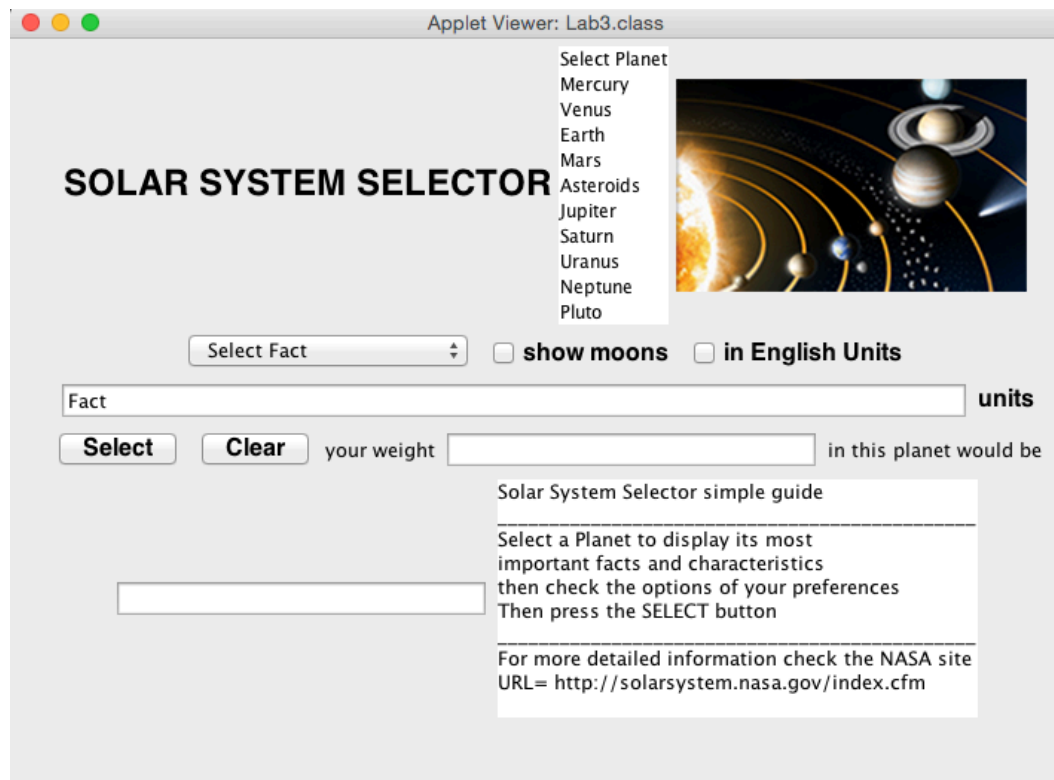 Applet Viewer: Lab3.class
SOLAR SYSTEM SELECTOR
Select Planet
Mercury
Venus
Earth
Mars
Asteroids
Jupiter
Saturn
Uranus
Neptune
Pluto
Select Fact
show moons
in English Units
Fact
units
Select
Clear
your weight
in this planet would be
Solar System Selector simple guide
Select a Planet to display its most
important facts and characteristics
then check the options of your preferences
Then press the SELECT button
For more detailed information check the NASA site
URL= http://solarsystem.nasa.gov/index.cfm